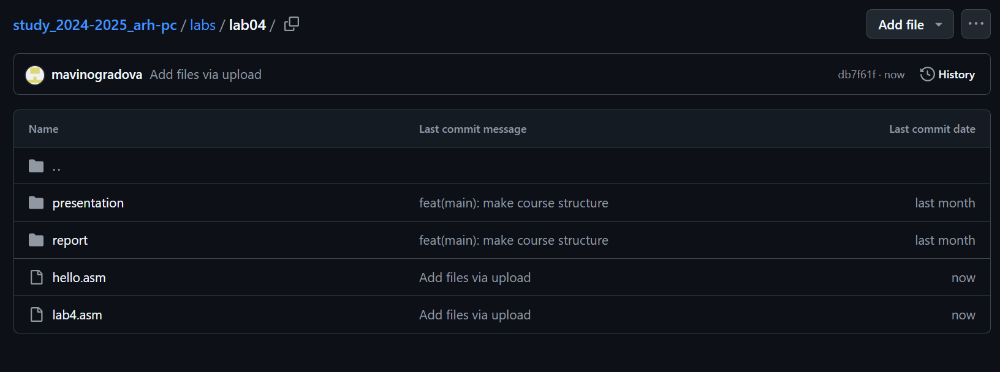 study_2024-2025_arh-pc / labs / lab04 /
Add file
mavinogradova Add files via upload
db7f61f · now
History
Name Last commit message Last commit date
..
presentation feat(main): make course structure last month
report feat(main): make course structure last month
hello.asm Add files via upload now
lab4.asm Add files via upload now